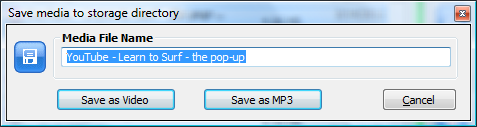 Save media to storage directory
Media File Name
YouTube - Learn to Surf - the pop-up
Save as Video Save as MP3 Cancel